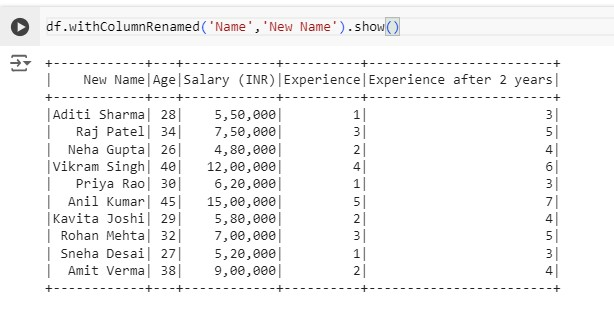 df.withColumnRenamed('Name','New Name').show()
+------------+---+------------+----------+------------------------+
|    New Name|Age|Salary (INR)|Experience|Experience after 2 years|
+------------+---+------------+----------+------------------------+
|Aditi Sharma| 28|    5,50,000|         1|                       3|
|   Raj Patel| 34|    7,50,000|         3|                       5|
|  Neha Gupta| 26|    4,80,000|         2|                       4|
|Vikram Singh| 40|   12,00,000|         4|                       6|
|   Priya Rao| 30|    6,20,000|         1|                       3|
|  Anil Kumar| 45|   15,00,000|         5|                       7|
|Kavita Joshi| 29|    5,80,000|         2|                       4|
| Rohan Mehta| 32|    7,00,000|         3|                       5|
| Sneha Desai| 27|    5,20,000|         1|                       3|
|  Amit Verma| 38|    9,00,000|         2|                       4|
+------------+---+------------+----------+------------------------+